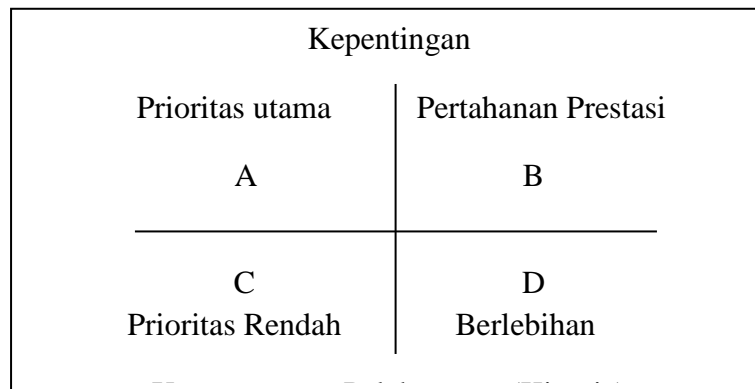 Kepentingan
Prioritas utama Pertahanan Prestasi
A B
C D
Prioritas Rendah Berlebihan